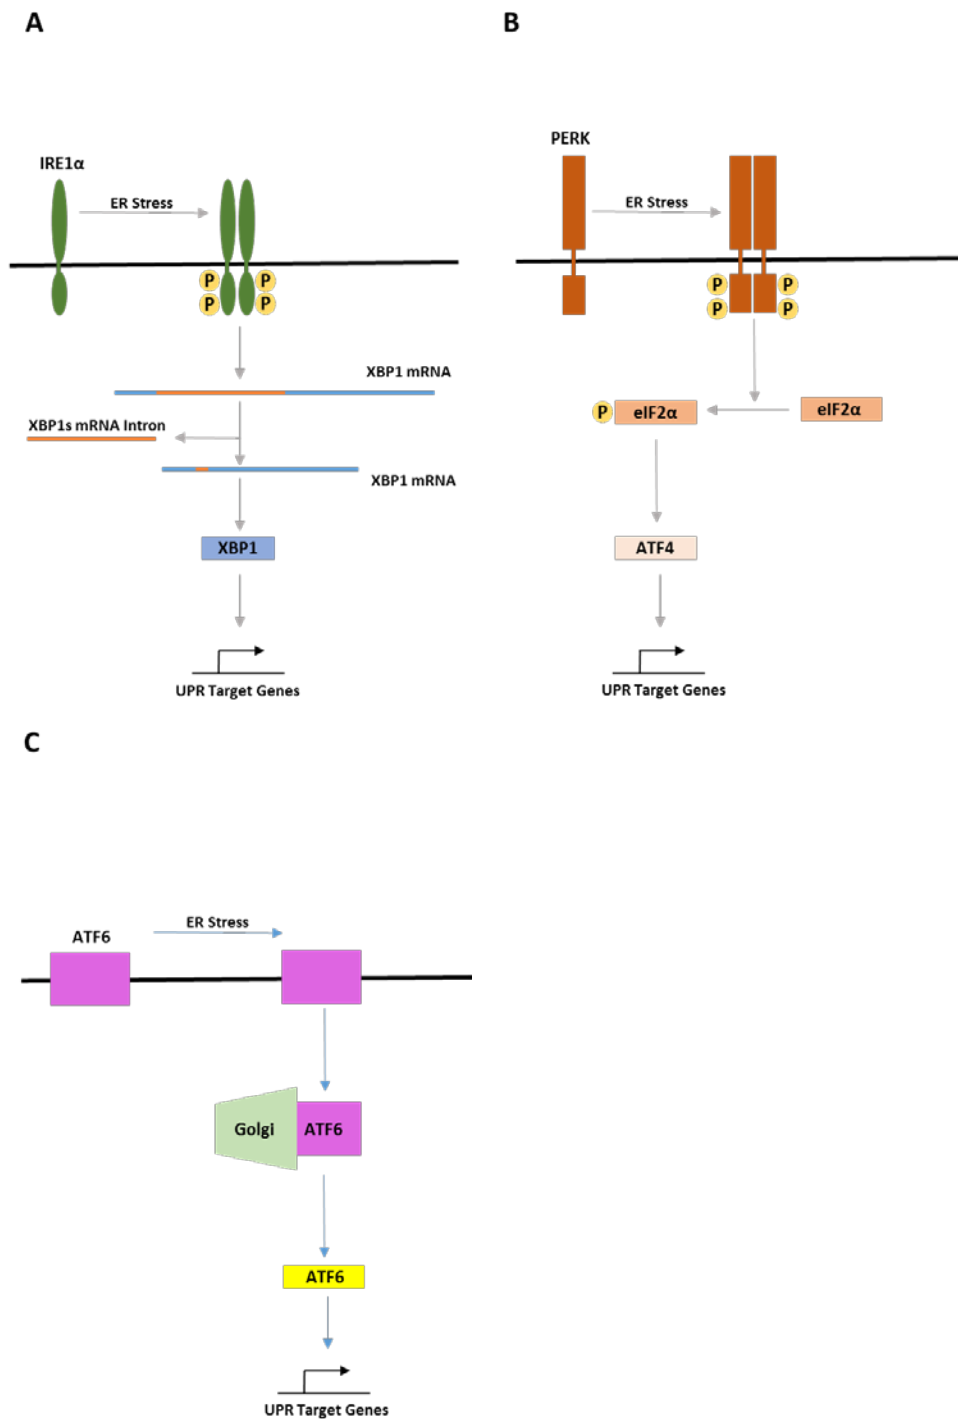 A
IRE1α
ER Stress
P
P
P
P
XBP1 mRNA
XBP1s mRNA Intron
XBP1 mRNA
XBP1
UPR Target Genes
B
PERK
ER Stress
P
P
P
P
P
eIF2α
eIF2α
ATF4
UPR Target Genes
C
ATF6
ER Stress
Golgi
ATF6
ATF6
UPR Target Genes